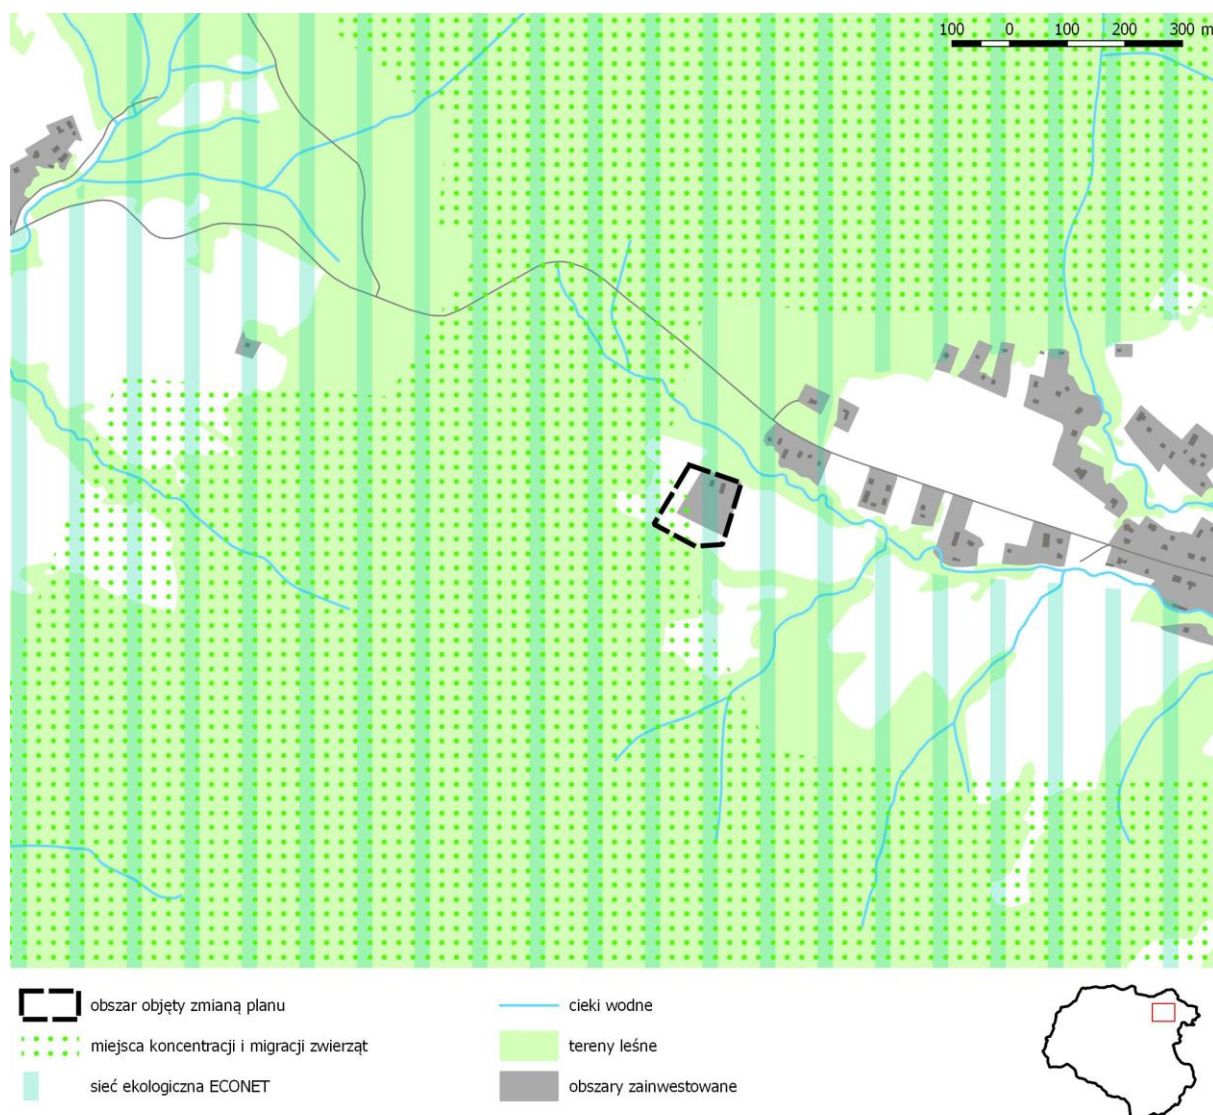 100 0 100 200 300 m
obszar objęty zmianą planu
miejsca koncentracji i migracji zwierząt
sieć ekologiczna ECONET
cieki wodne
tereny leśne
obszary zainwestowane